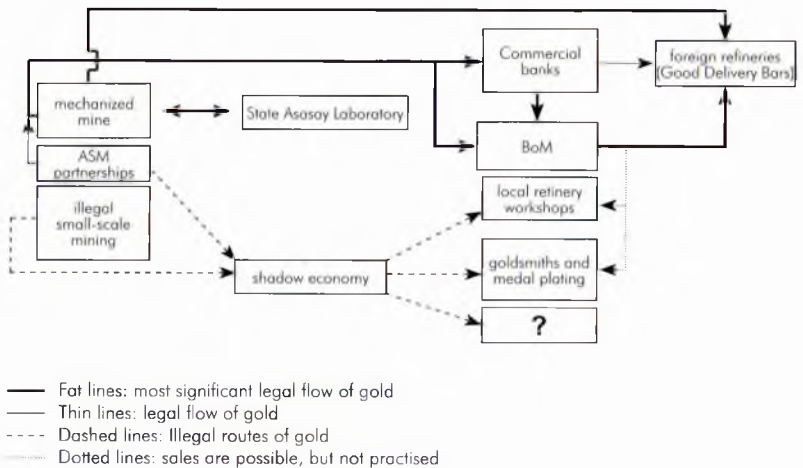 Commercial
banks
foreign refineries
(Good Delivery Bars)
mechanized
mine
State Asasay Laboratory
ASM
partnerships
BoM
illegal
small-scale
mining
local refinery
workshops
shadow economy
goldsmiths and
medal plating
?
Fat lines: most significant legal flow of gold
Thin lines: legal flow of gold
Dashed lines: Illegal routes of gold
Dotted lines: sales are possible, but not practised